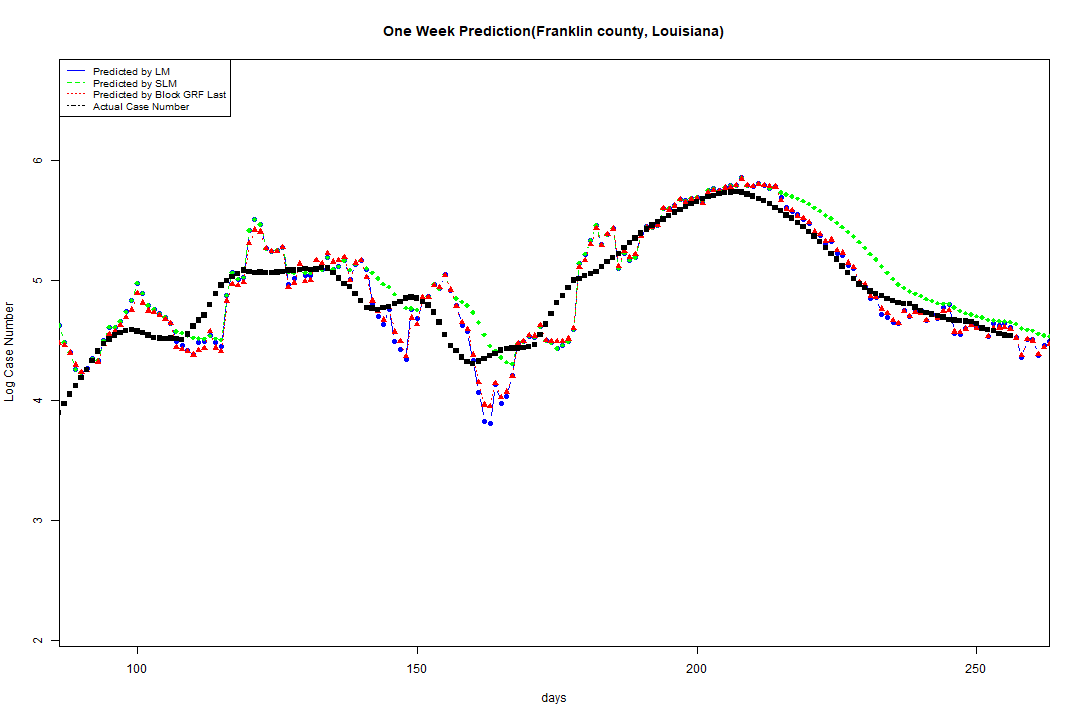 One Week Prediction(Franklin county, Louisiana)
Predicted by LM
Predicted by SLM
Predicted by Block GRF Last
Actual Case Number
6
5
4
3
2
Log Case Number
100
150
200
250
days